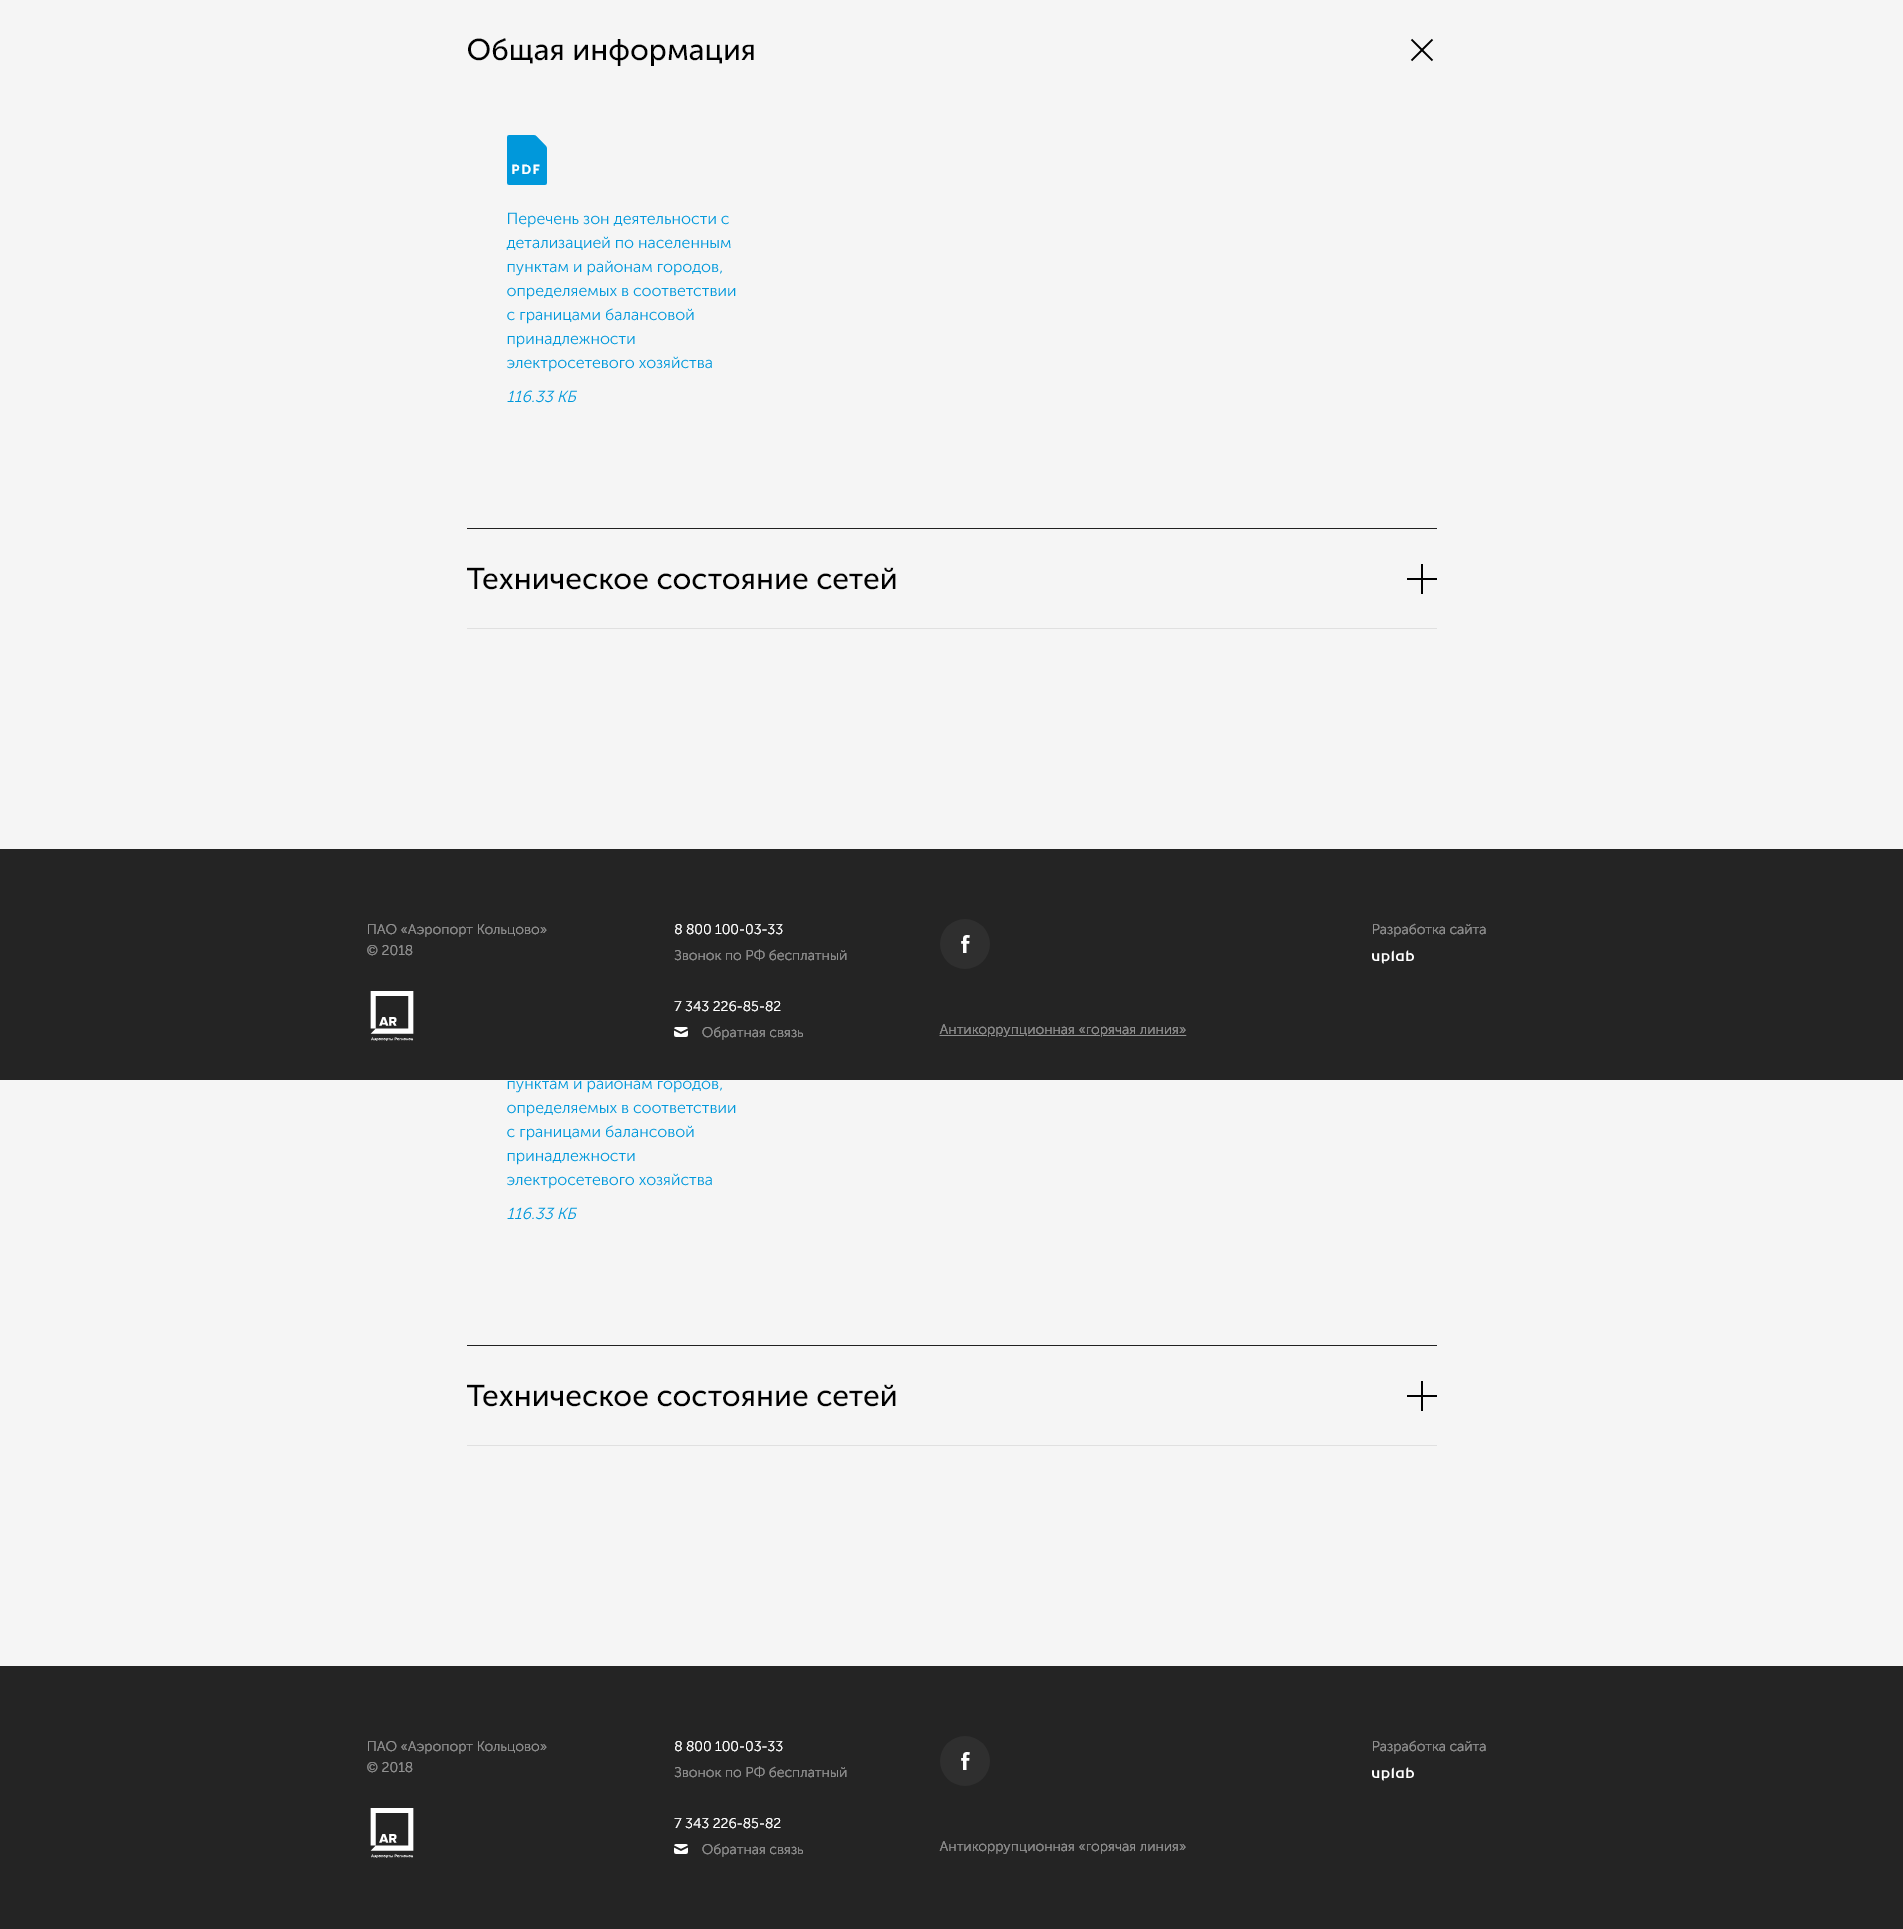 Общая информация
PDF
Перечень зон деятельности с
детализацией по населенным
пунктам и районам городов,
определяемых в соответствии
с границами балансовой
принадлежности
электросетевого хозяйства
116.33 КБ
Техническое состояние сетей
ПАО «Аэропорт Кольцово»
© 2018
AR
Аэропорты Регионов
8 800 100-03-33
Звонок по РФ бесплатный
7 343 226-85-82
Обратная связь
f
Антикоррупционная «горячая линия»
Разработка сайта
uplab
пунктам и районам городов,
определяемых в соответствии
с границами балансовой
принадлежности
электросетевого хозяйства
116.33 КБ
Техническое состояние сетей
ПАО «Аэропорт Кольцово»
© 2018
AR
Аэропорты Регионов
8 800 100-03-33
Звонок по РФ бесплатный
7 343 226-85-82
Обратная связь
f
Антикоррупционная «горячая линия»
Разработка сайта
uplab